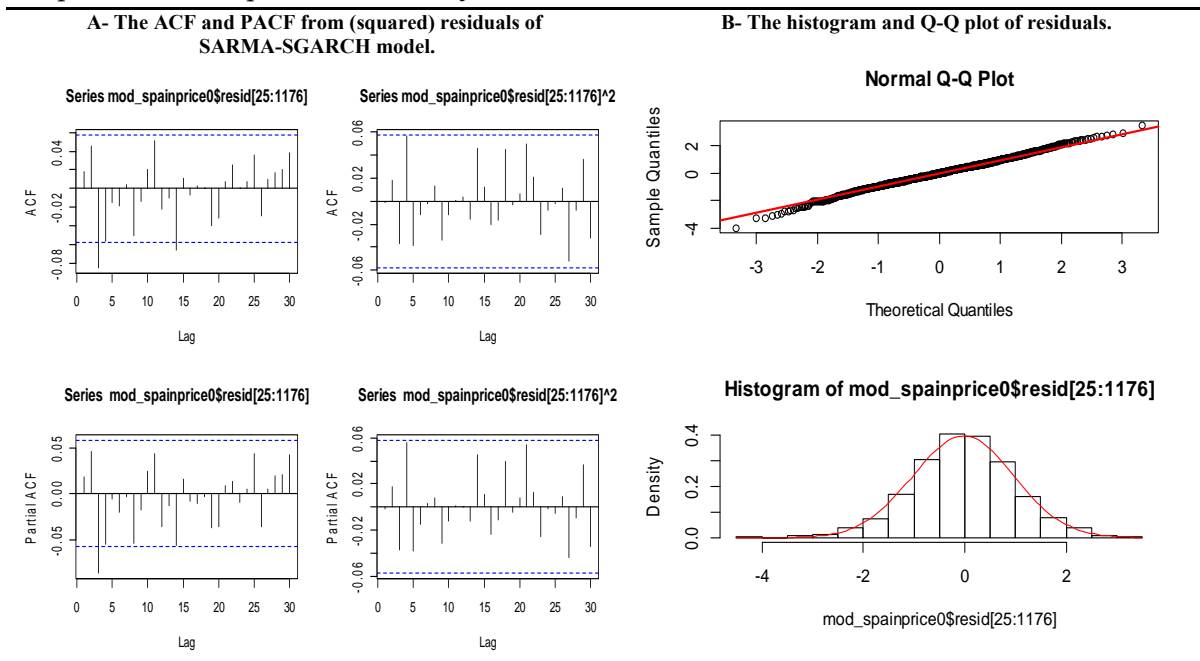 A- The ACF and PACF from (squared) residuals of
SARMA-SGARCH model.
B- The histogram and Q-Q plot of residuals.
Series mod_spainprice0$resid[25:1176]
ACF
0.04
-0.02
-0.08
0 5 10 15 20 25 30
Lag
Series mod_spainprice0$resid[25:1176]^2
ACF
0.06
0.02
-0.02
-0.06
0 5 10 15 20 25 30
Lag
Series mod_spainprice0$resid[25:1176]
Partial ACF
0.05
0.00
-0.05
0 5 10 15 20 25 30
Lag
Series mod_spainprice0$resid[25:1176]^2
Partial ACF
0.06
0.02
-0.02
-0.06
0 5 10 15 20 25 30
Lag
Normal Q-Q Plot
Sample Quantiles
2
0
-4
-3 -2 -1 0 1 2 3
Theoretical Quantiles
Histogram of mod_spainprice0$resid[25:1176]
Density
0.4
0.2
0.0
-4 -2 0 2
mod_spainprice0$resid[25:1176]